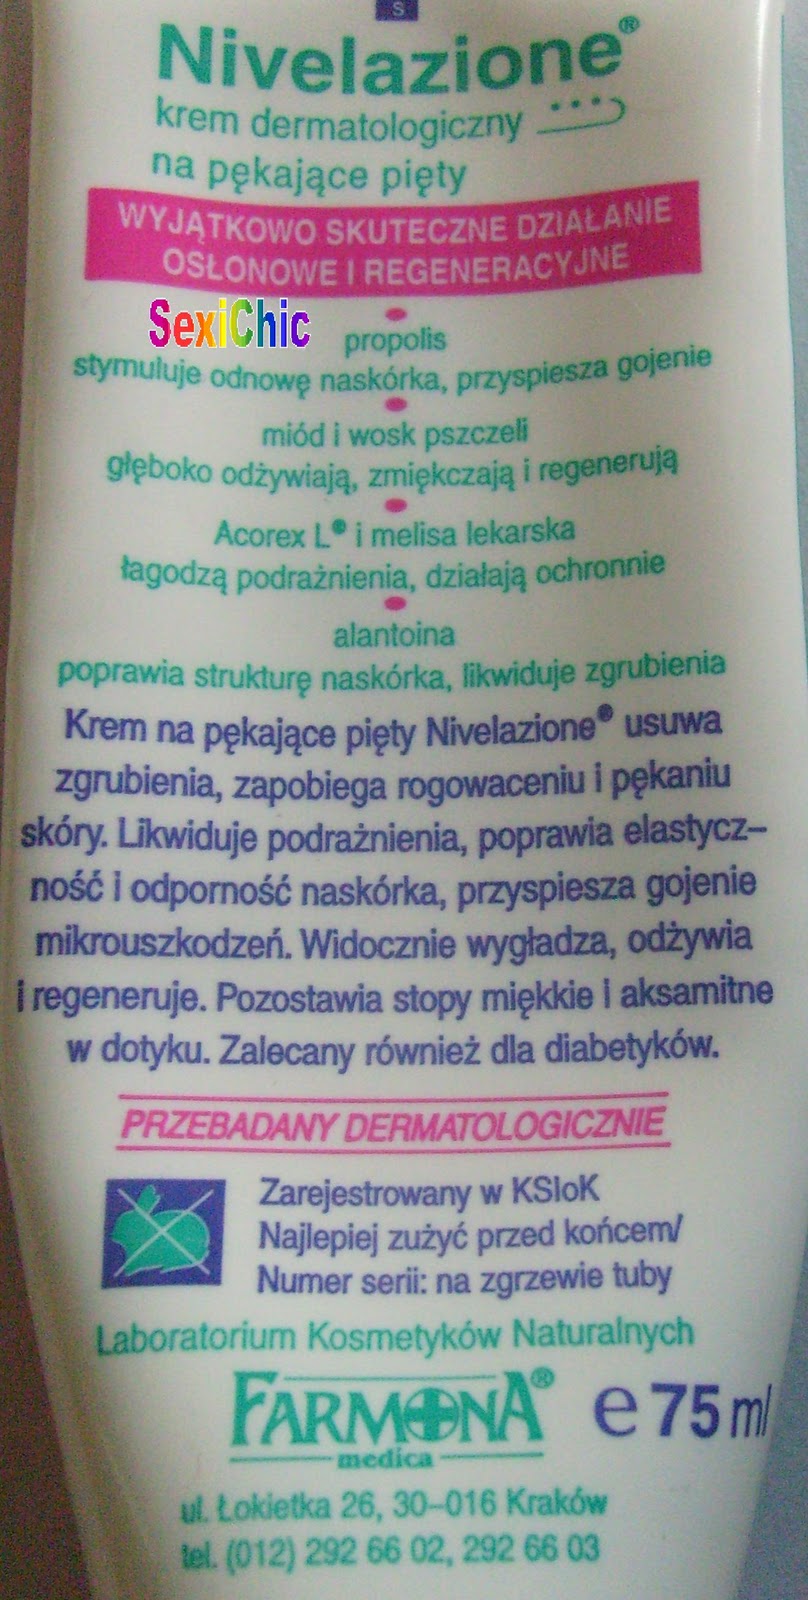 S
Nivelazione®
krem dermatologiczny
na pękające pięty
WYJĄTKOWO SKUTECZNE DZIAŁANIE
OSŁONOWE I REGENERACYJNE
SexiChic
propolis
stymuluje odnowę naskórka, przyspiesza gojenie
miód i wosk pszczeli
głęboko odżywiają, zmiękczają i regenerują
Acorex L® i melisa lekarska
łagodzą podrażnienia, działają ochronnie
alantoina
poprawia strukturę naskórka, likwiduje zgrubienia
Krem na pękające pięty Nivelazione® usuwa
zgrubienia, zapobiega rogowaceniu i pękaniu
skóry. Likwiduje podrażnienia, poprawia elastycz–
ność i odporność naskórka, przyspiesza gojenie
mikrouszkodzeń. Widocznie wygładza, odżywia
i regeneruje. Pozostawia stopy miękkie i aksamitne
w dotyku. Zalecany również dla diabetyków.
PRZEBADANY DERMATOLOGICZNIE
Zarejestrowany w KSIoK
Najlepiej zużyć przed końcem/
Numer serii: na zgrzewie tuby
Laboratorium Kosmetyków Naturalnych
FARMONA®
medica
e 75 ml
ul. Łokietka 26, 30–016 Kraków
tel. (012) 292 66 02, 292 66 03